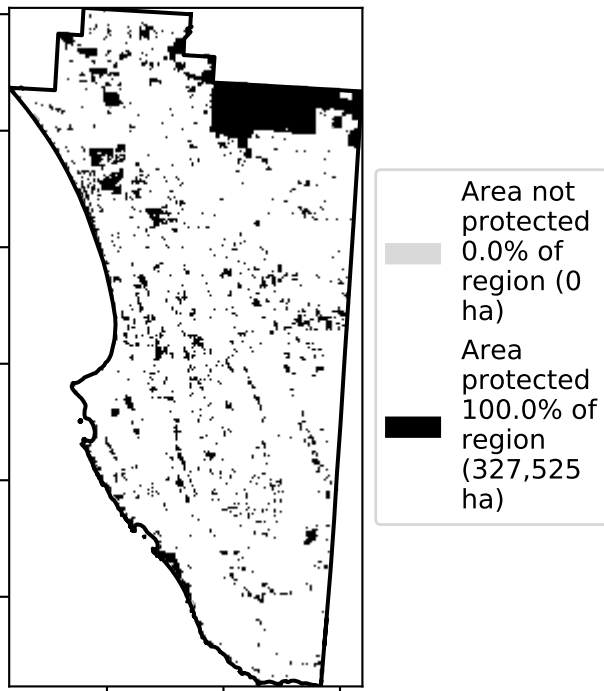 Area not
protected
0.0% of
region (0
ha)
Area
protected
100.0% of
region
(327,525
ha)